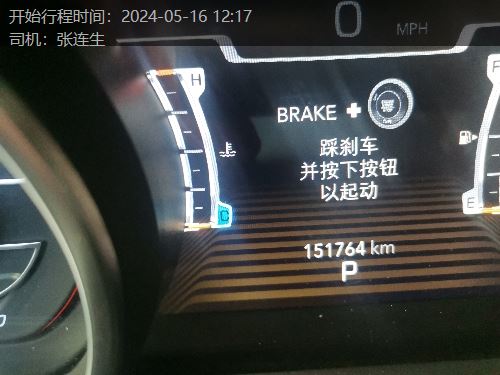 开始行程时间：2024-05-16 12:17
司机：张连生
0 MPH
H
F
BRAKE +
踩刹车
并按下按钮
以起动
C
E
151764 km
P